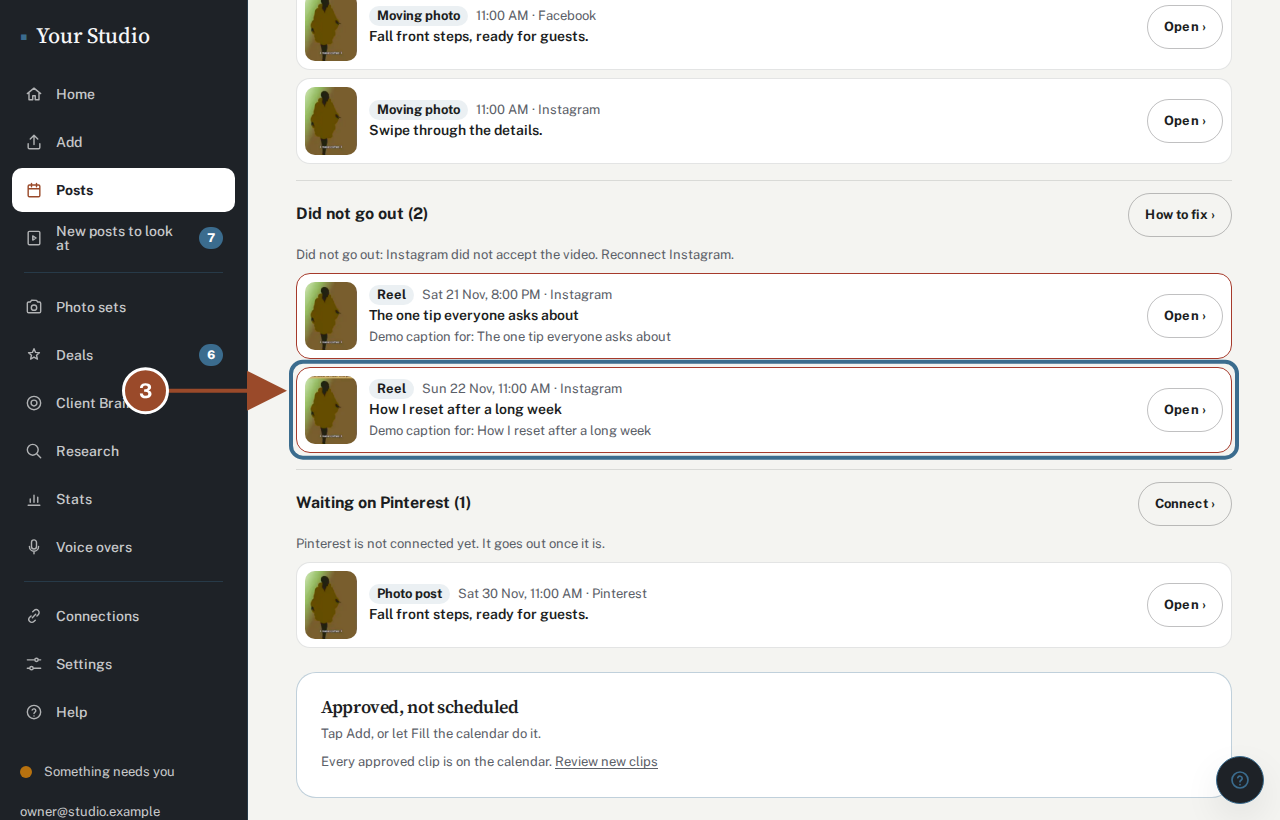 Your Studio
Home
Add
Posts
New posts to look
at
7
Photo sets
Deals
6
3
Client Bran
Research
Stats
Voice overs
Connections
Settings
Help
Something needs you
owner@studio.example
Moving photo 11:00 AM · Facebook
Fall front steps, ready for guests.
Open ›
Moving photo 11:00 AM · Instagram
Swipe through the details.
Open ›
Did not go out (2)
How to fix ›
Did not go out: Instagram did not accept the video. Reconnect Instagram.
Reel Sat 21 Nov, 8:00 PM · Instagram
The one tip everyone asks about
Demo caption for: The one tip everyone asks about
Open ›
Reel Sun 22 Nov, 11:00 AM · Instagram
How I reset after a long week
Demo caption for: How I reset after a long week
Open ›
Waiting on Pinterest (1)
Connect ›
Pinterest is not connected yet. It goes out once it is.
Photo post Sat 30 Nov, 11:00 AM · Pinterest
Fall front steps, ready for guests.
Open ›
Approved, not scheduled
Tap Add, or let Fill the calendar do it.
Every approved clip is on the calendar. Review new clips